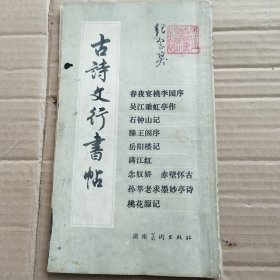 古詩文行書帖
春夜宴桃李园序
吴江垂虹亭作
石钟山记
滕王阁序
岳阳楼记
满江红
念奴娇 赤壁怀古
孙莘老求墨妙亭诗
桃花源记
湖南美术出版社